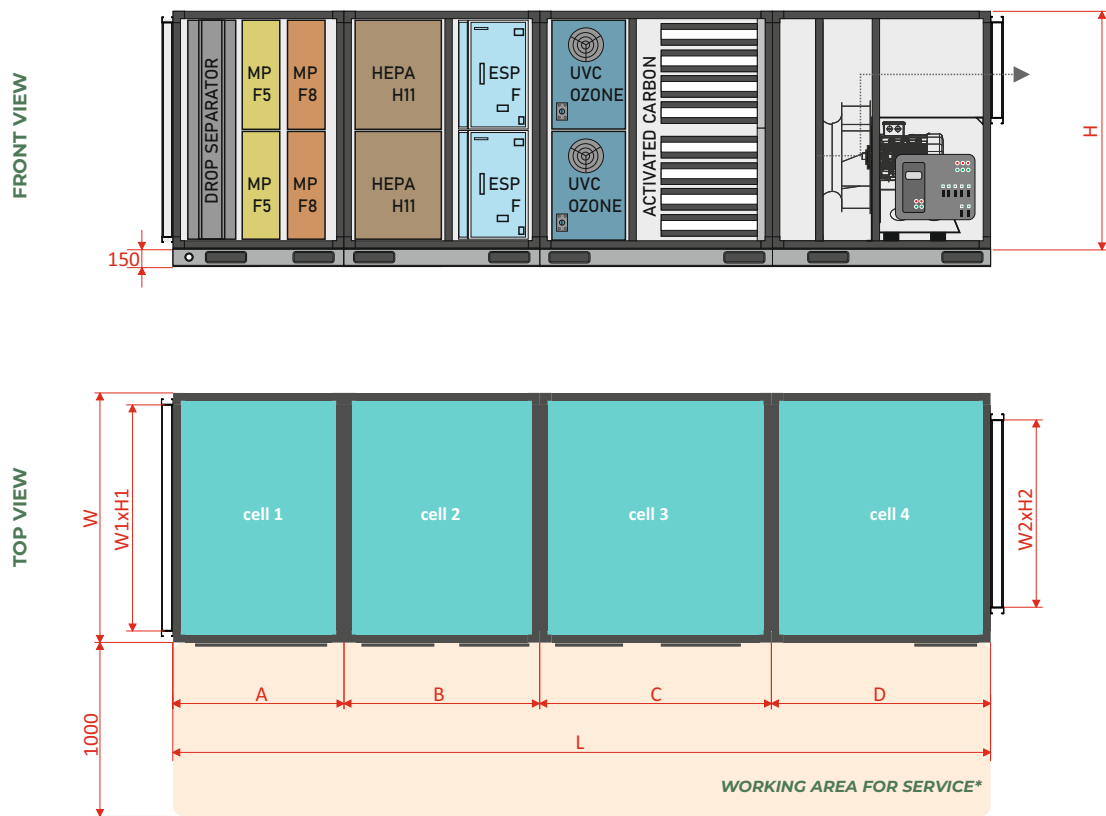 FRONT VIEW
DROP SEPARATOR
MP
F5
MP
F8
HEPA
H11
ESP
F
UVC
OZONE
ACTIVATED CARBON
MP
F5
MP
F8
HEPA
H11
ESP
F
UVC
OZONE
H
150
TOP VIEW
W
W1xH1
cell 1
cell 2
cell 3
cell 4
W2xH2
A
B
C
D
L
1000
WORKING AREA FOR SERVICE*